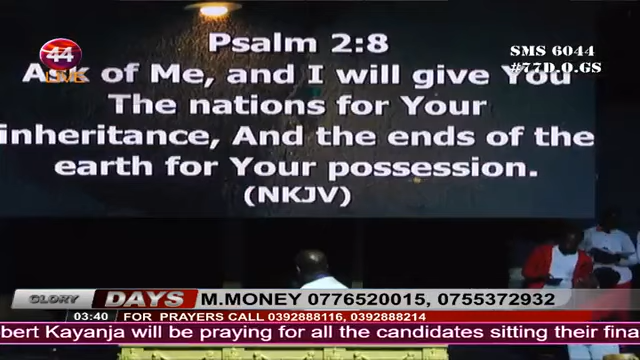 44
LIVE
SMS 6044
#77D.O.GS
Psalm 2:8
Ask of Me, and I will give You
The nations for Your
inheritance, And the ends of the
earth for Your possession.
(NKJV)
GLORY DAYS M.MONEY 0776520015, 0755372932
03:40 FOR PRAYERS CALL 0392888116, 0392888214
bert Kayanja will be praying for all the candidates sitting their fina